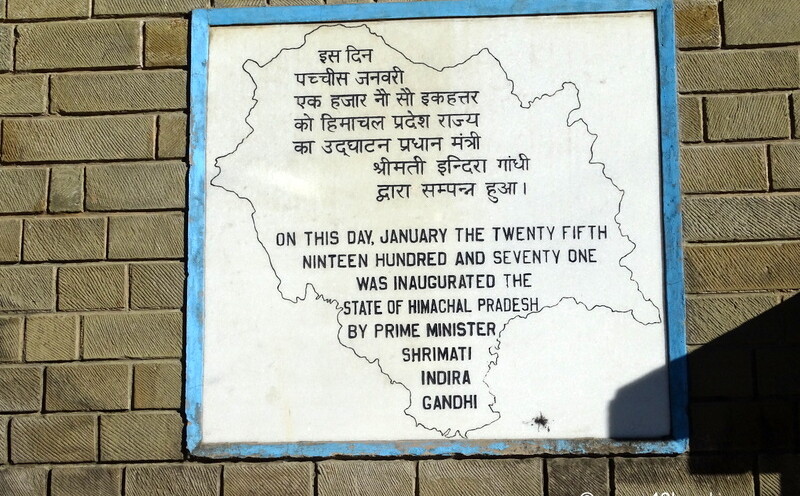 इस दिन
पच्चीस जनवरी
एक हजार नौ सौ इकहत्तर
को हिमाचल प्रदेश राज्य
का उद्घाटन प्रधान मंत्री
श्रीमती इन्दिरा गांधी
द्वारा सम्पन्न हुआ।
ON THIS DAY, JANUARY THE TWENTY FIFTH
NINTEEN HUNDRED AND SEVENTY ONE
WAS INAUGURATED THE
STATE OF HIMACHAL PRADESH
BY PRIME MINISTER
SHRIMATI
INDIRA
GANDHI